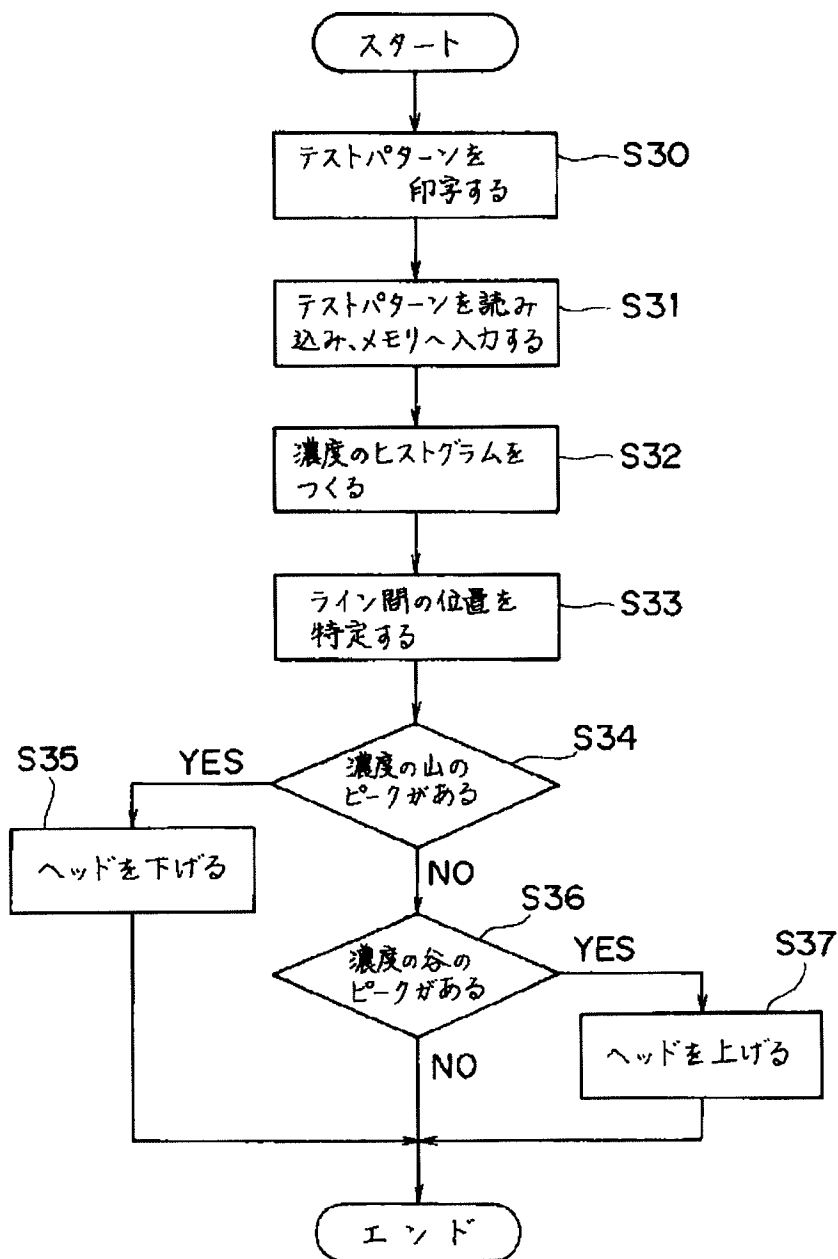 スタート
テストパターンを
印字する
S30
テストパターンを読み
込み、メモリへ入力する
S31
濃度のヒストグラムを
つくる
S32
ライン間の位置を
特定する
S33
濃度の山の
ピークがある
S34
YES
S35
ヘッドを下げる
NO
濃度の谷の
ピークがある
S36
YES
S37
ヘッドを上げる
NO
エンド